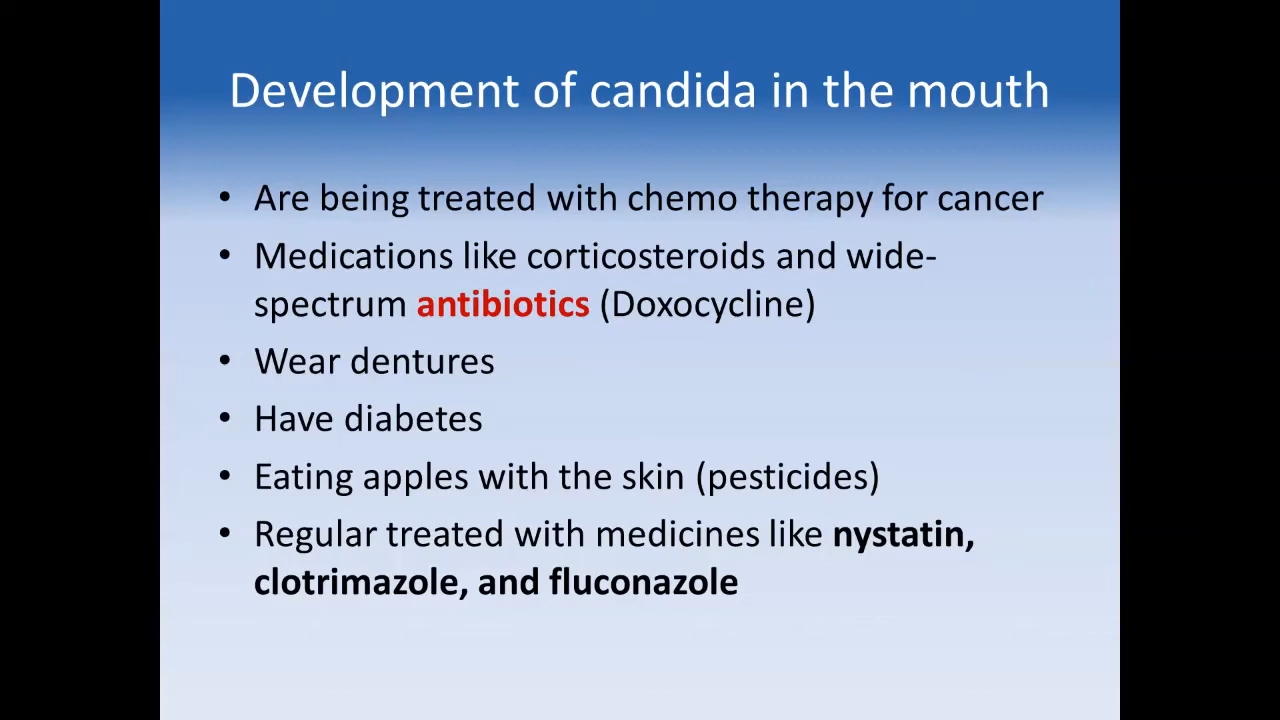 Development of candida in the mouth
• Are being treated with chemo therapy for cancer
• Medications like corticosteroids and wide-
spectrum antibiotics (Doxocycline)
• Wear dentures
• Have diabetes
• Eating apples with the skin (pesticides)
• Regular treated with medicines like nystatin,
clotrimazole, and fluconazole